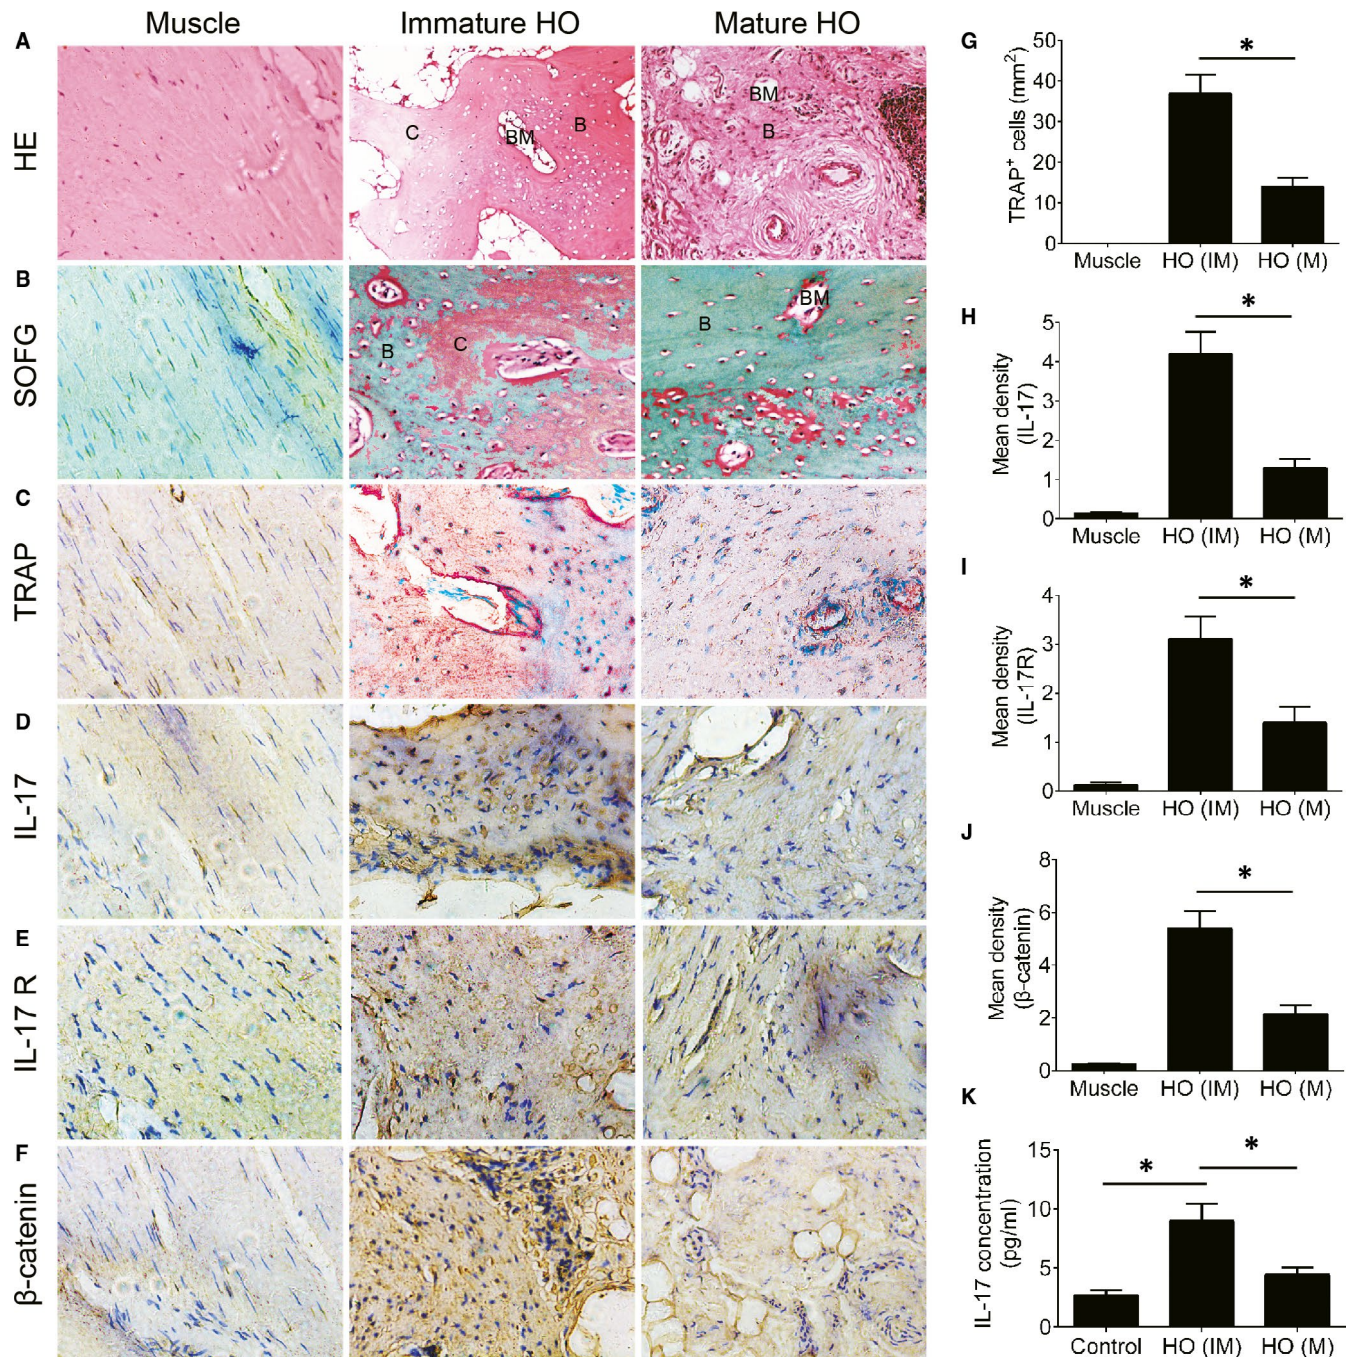 Muscle Immature HO Mature HO
A
HE
C
BM
B
BM
B
B
SOFG
B
C
BM
B
C
TRAP
D
IL-17
E
IL-17 R
F
β-catenin
G
TRAP⁺ cells (mm²)
50
40
30
20
10
0
*
Muscle HO (IM) HO (M)
H
Mean density
(IL-17)
5
4
3
2
1
0
*
Muscle HO (IM) HO (M)
I
Mean density
(IL-17R)
4
3
2
1
0
*
Muscle HO (IM) HO (M)
J
Mean density
(β-catenin)
8
6
4
2
0
*
Muscle HO (IM) HO (M)
K
IL-17 concentration
(pg/ml)
15
10
5
0
* *
Control HO (IM) HO (M)